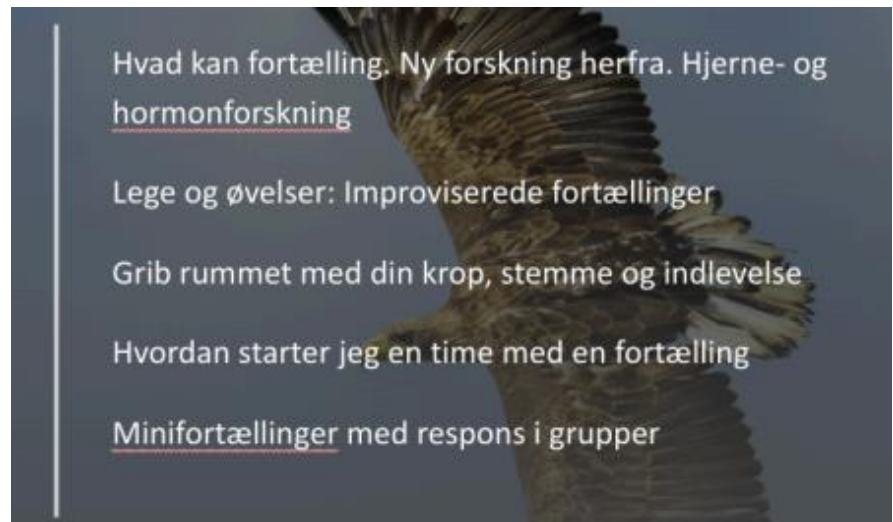 Hvad kan fortælling. Ny forskning herfra. Hjerne- og
hormonforskning
Lege og øvelser: Improviserede fortællinger
Grib rummet med din krop, stemme og indlevelse
Hvordan starter jeg en time med en fortælling
Minifortællinger med respons i grupper